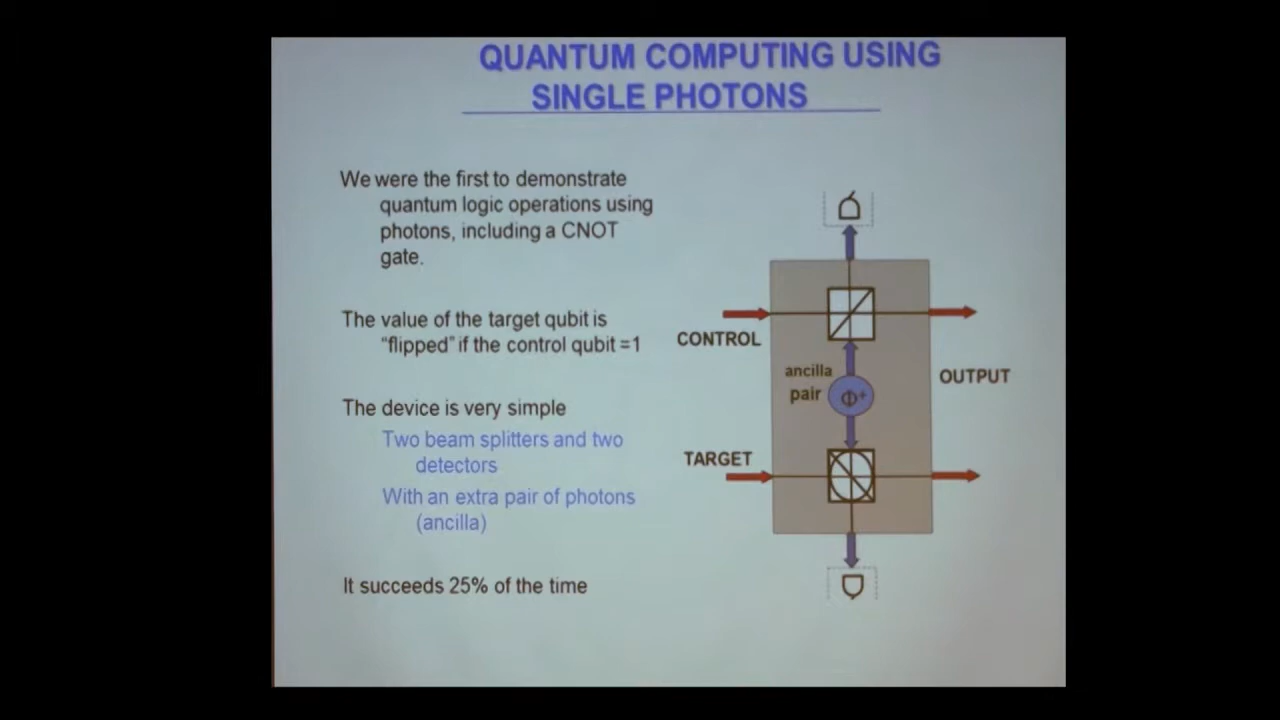 QUANTUM COMPUTING USING
SINGLE PHOTONS
We were the first to demonstrate
quantum logic operations using
photons, including a CNOT
gate.
The value of the target qubit is
“flipped” if the control qubit =1
The device is very simple
Two beam splitters and two
detectors
With an extra pair of photons
(ancilla)
It succeeds 25% of the time
CONTROL
ancilla
pair
Φ+
OUTPUT
TARGET